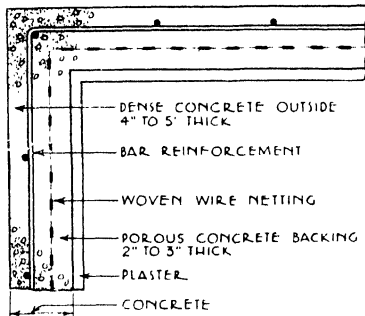 DENSE CONCRETE OUTSIDE
4" TO 5' THICK
BAR REINFORCEMENT
WOVEN WIRE NETTING
POROUS CONCRETE BACKING
2" TO 3" THICK
PLASTER
CONCRETE